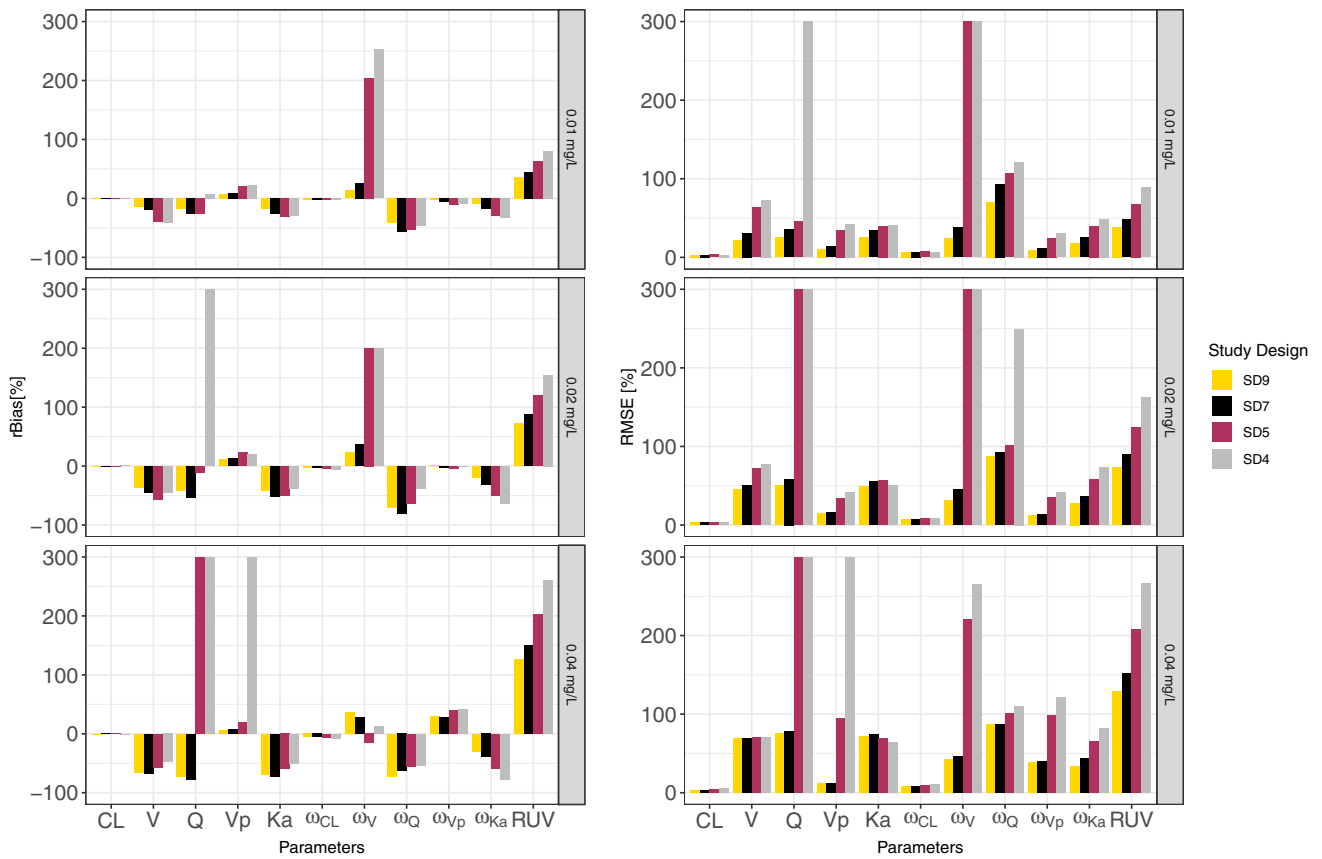 300
200
100
0
−100
0.01 mg/L
300
200
100
0
−100
0.02 mg/L
300
200
100
0
−100
0.04 mg/L
rBias[%]
CL V Q Vp Ka ωCL ωV ωQ ωVp ωKa RUV
Parameters
300
200
100
0
0.01 mg/L
300
200
100
0
0.02 mg/L
300
200
100
0
0.04 mg/L
RMSE [%]
CL V Q Vp Ka ωCL ωV ωQ ωVp ωKa RUV
Parameters
Study Design
SD9
SD7
SD5
SD4